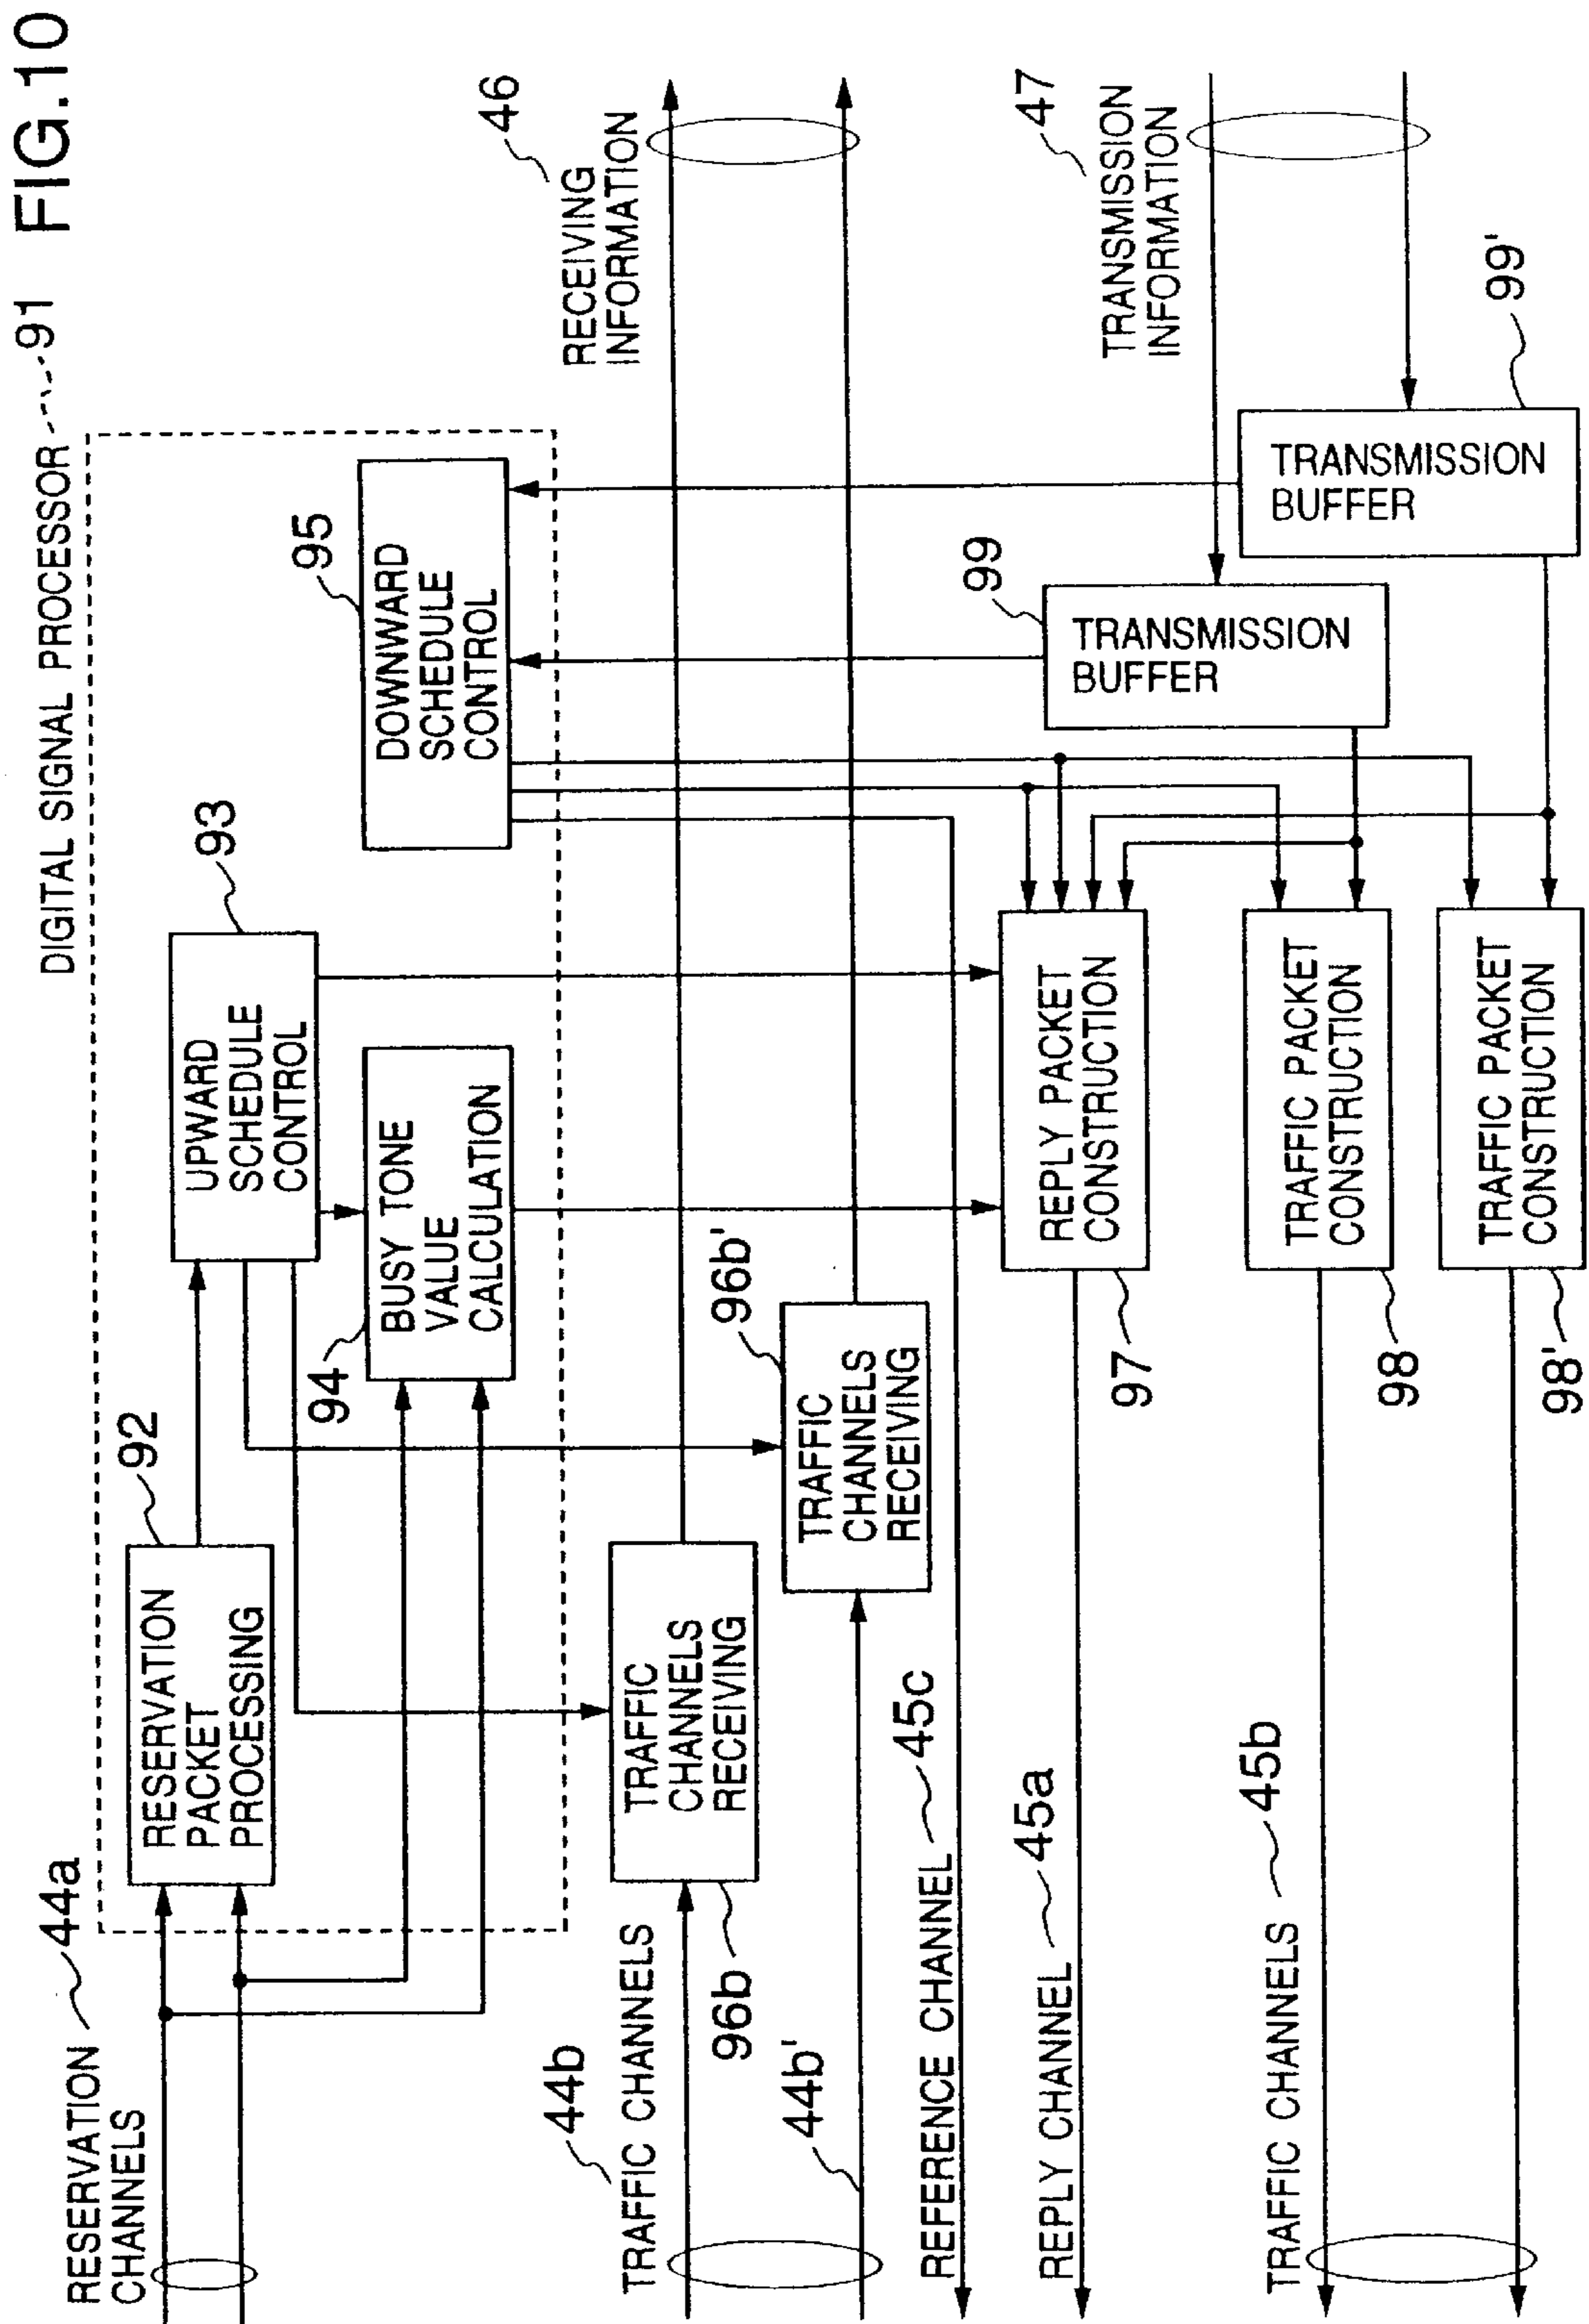 FIG.10
DIGITAL SIGNAL PROCESSOR 91
RESERVATION
CHANNELS
44a
92
RESERVATION
PACKET
PROCESSING
93
UPWARD
SCHEDULE
CONTROL
94
BUSY TONE
VALUE
CALCULATION
95
DOWNWARD
SCHEDULE
CONTROL
46
RECEIVING
INFORMATION
44b
TRAFFIC CHANNELS
96b
TRAFFIC
CHANNELS
RECEIVING
44b'
96b'
TRAFFIC
CHANNELS
RECEIVING
REFERENCE CHANNEL 45c
REPLY CHANNEL 45a
97
REPLY PACKET
CONSTRUCTION
99
TRANSMISSION
BUFFER
47
TRANSMISSION
INFORMATION
TRAFFIC CHANNELS 45b
98
TRAFFIC PACKET
CONSTRUCTION
99'
TRANSMISSION
BUFFER
98'
TRAFFIC PACKET
CONSTRUCTION